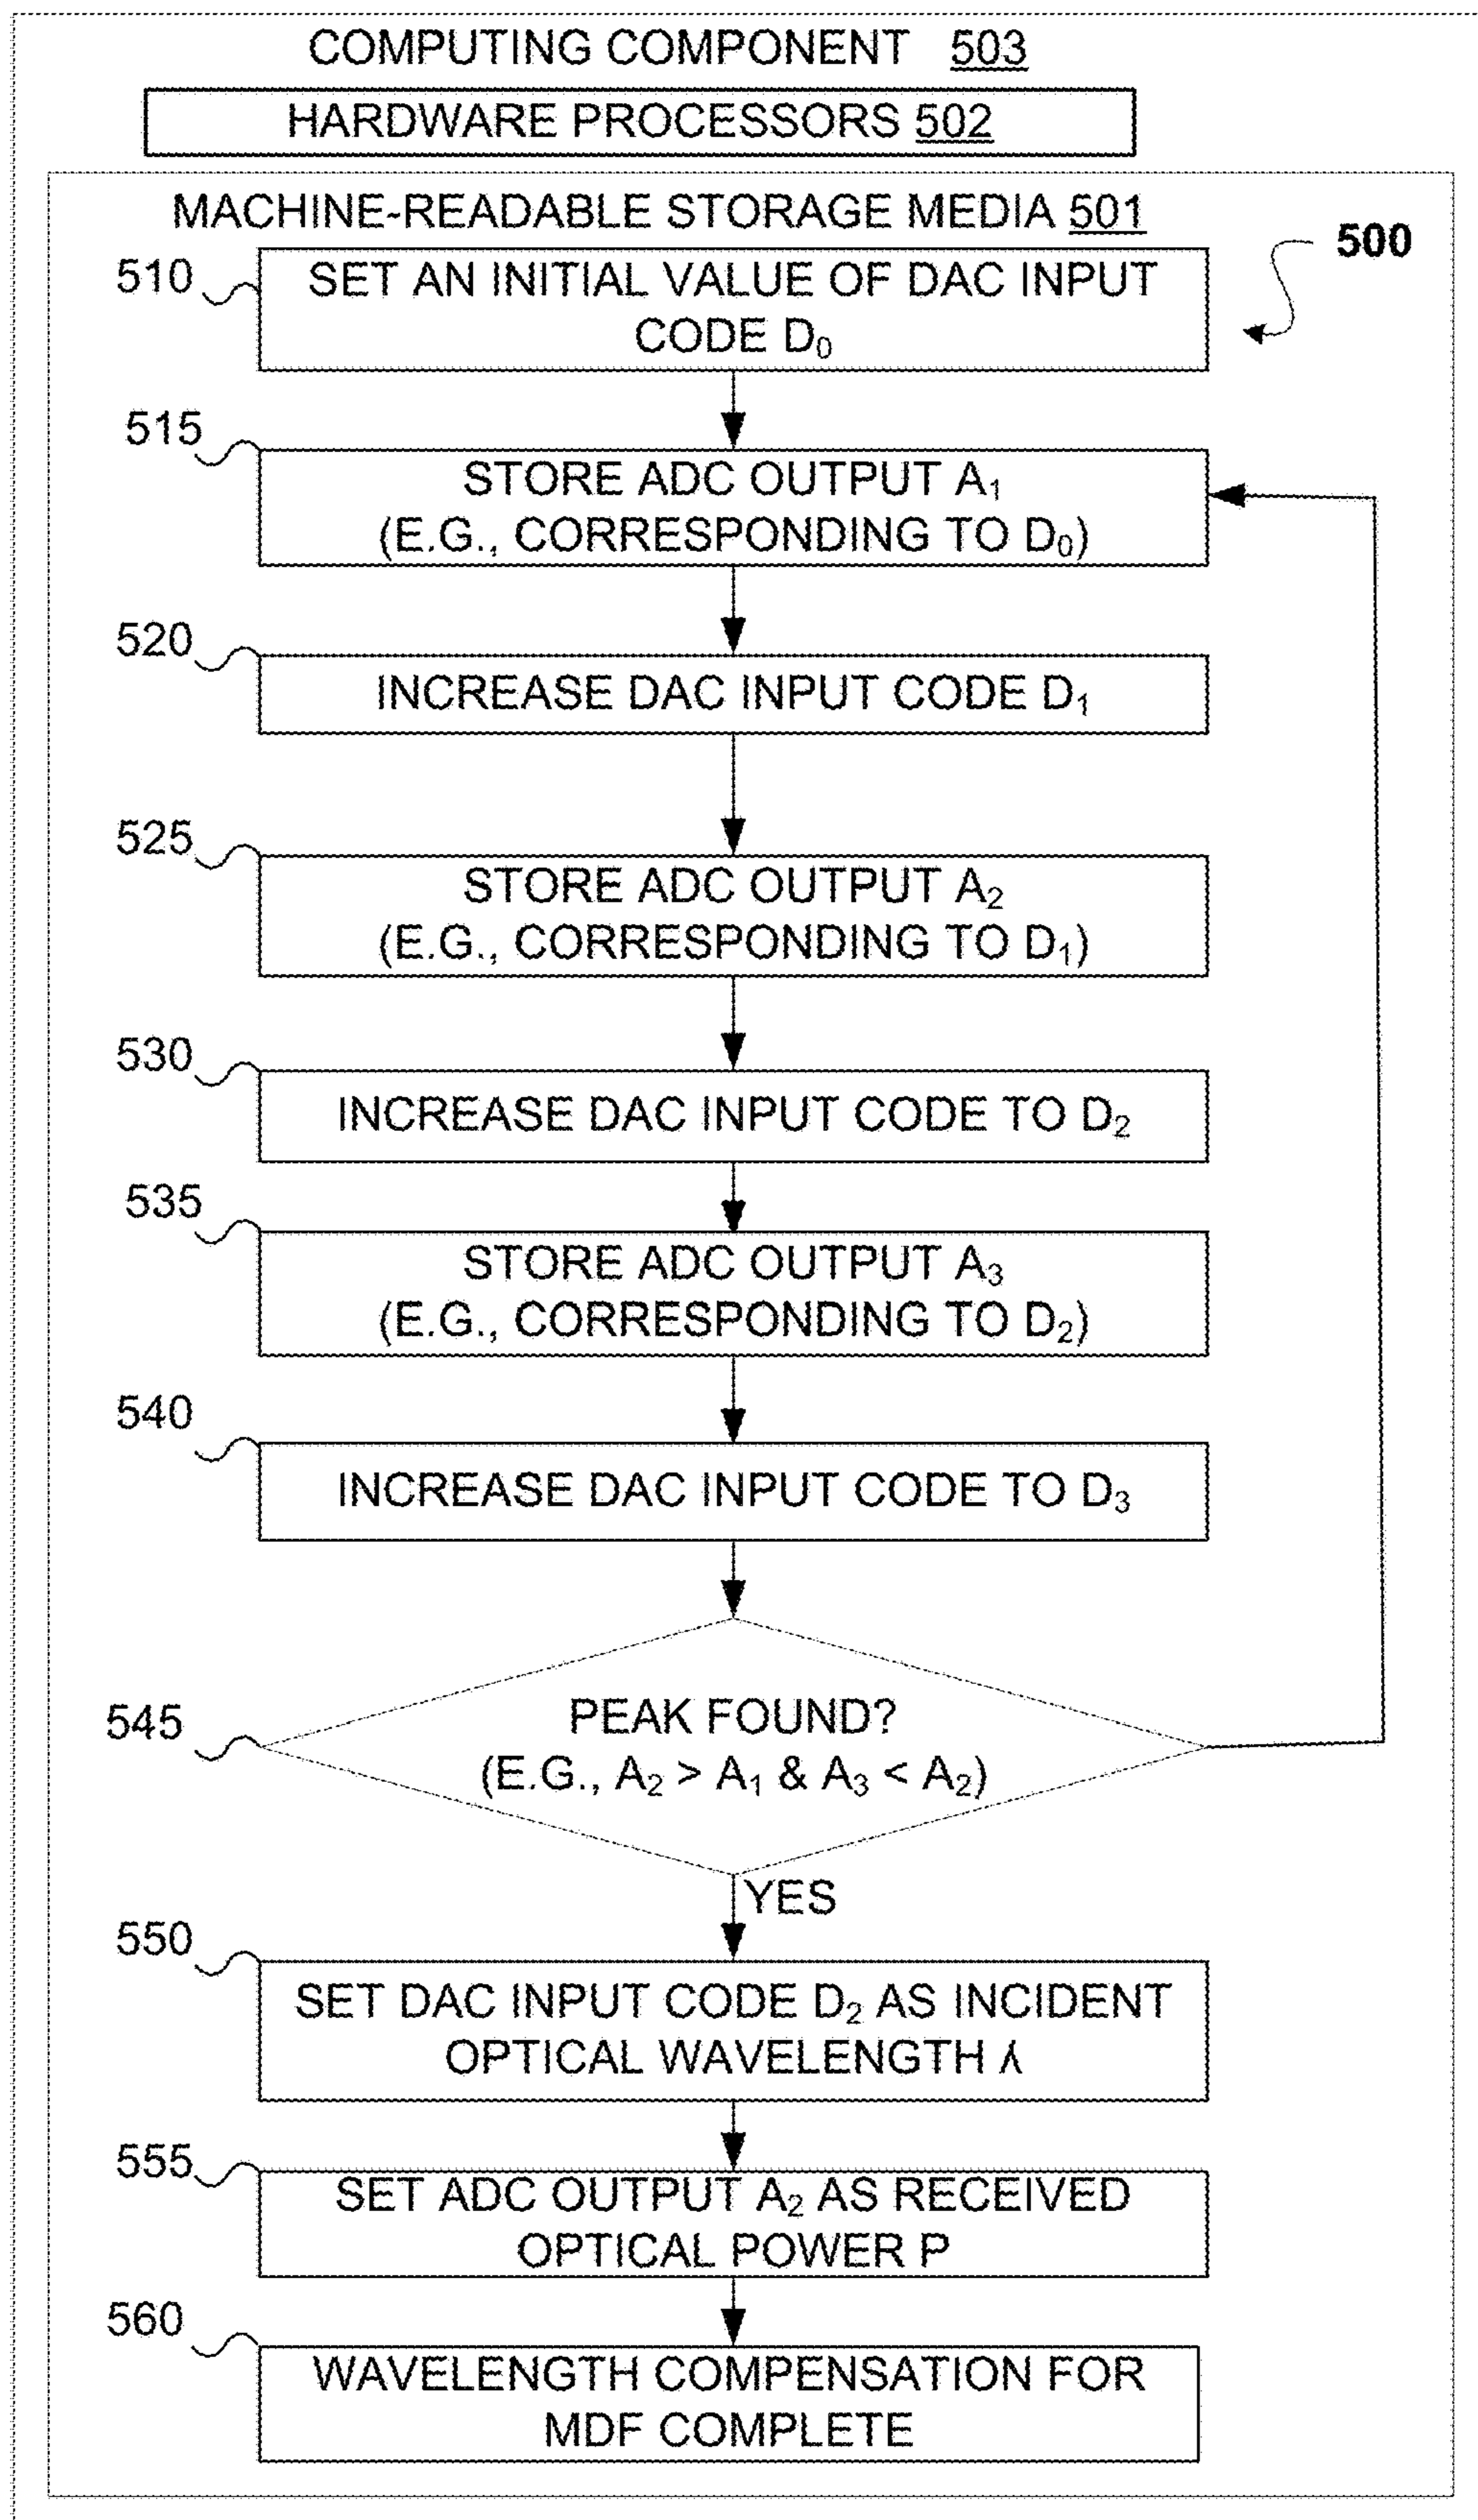 COMPUTING COMPONENT 503
HARDWARE PROCESSORS 502
MACHINE-READABLE STORAGE MEDIA 501
500
510
SET AN INITIAL VALUE OF DAC INPUT
CODE D₀
515
STORE ADC OUTPUT A₁
(E.G., CORRESPONDING TO D₀)
520
INCREASE DAC INPUT CODE D₁
525
STORE ADC OUTPUT A₂
(E.G., CORRESPONDING TO D₁)
530
INCREASE DAC INPUT CODE TO D₂
535
STORE ADC OUTPUT A₃
(E.G., CORRESPONDING TO D₂)
540
INCREASE DAC INPUT CODE TO D₃
545
PEAK FOUND?
(E.G., A₂ > A₁ & A₃ < A₂)
YES
550
SET DAC INPUT CODE D₂ AS INCIDENT
OPTICAL WAVELENGTH λ
555
SET ADC OUTPUT A₂ AS RECEIVED
OPTICAL POWER P
560
WAVELENGTH COMPENSATION FOR
MDF COMPLETE